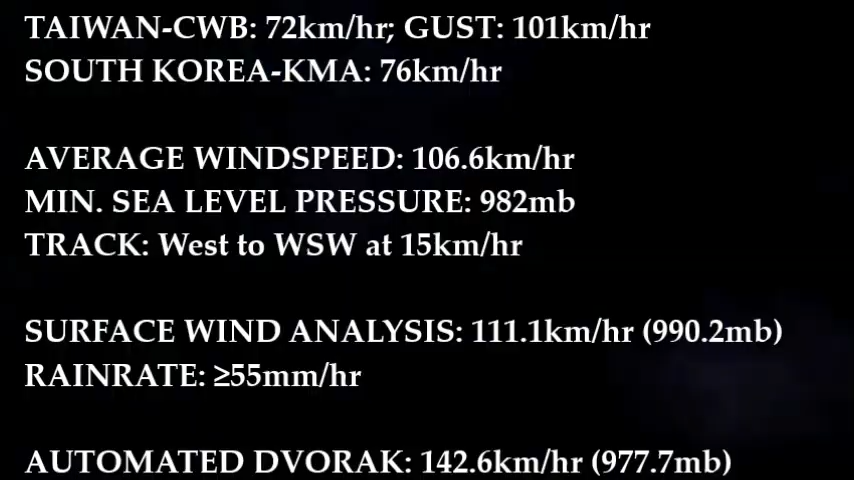 TAIWAN-CWB: 72km/hr; GUST: 101km/hr
SOUTH KOREA-KMA: 76km/hr
AVERAGE WINDSPEED: 106.6km/hr
MIN. SEA LEVEL PRESSURE: 982mb
TRACK: West to WSW at 15km/hr
SURFACE WIND ANALYSIS: 111.1km/hr (990.2mb)
RAINRATE: ≥55mm/hr
AUTOMATED DVORAK: 142.6km/hr (977.7mb)